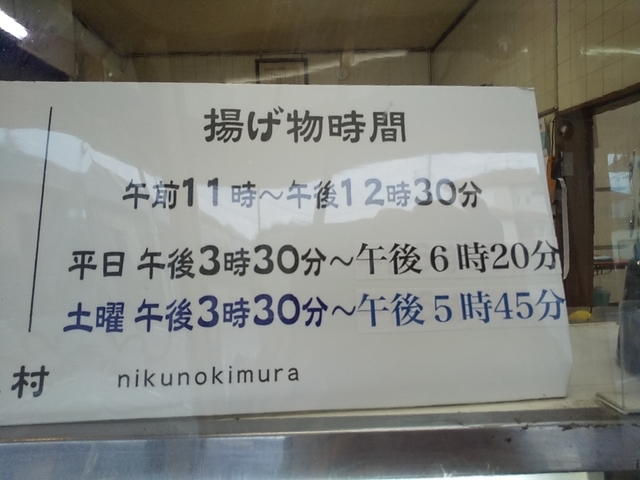 揚げ物時間
午前11時～午後12時30分
平日 午後3時30分～午後6時20分
土曜 午後3時30分～午後5時45分
村 nikunokimura